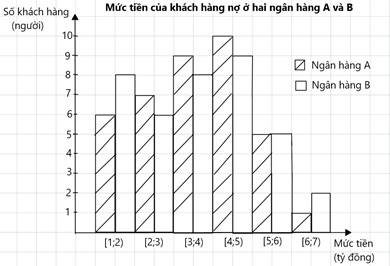 Mức tiền của khách hàng nợ ở hai ngân hàng A và B
Số khách hàng
(người)
10
9
8
7
6
5
4
3
2
1
Ngân hàng A
Ngân hàng B
[1;2) [2;3) [3;4) [4;5) [5;6) [6;7)
Mức tiền
(tỷ đồng)